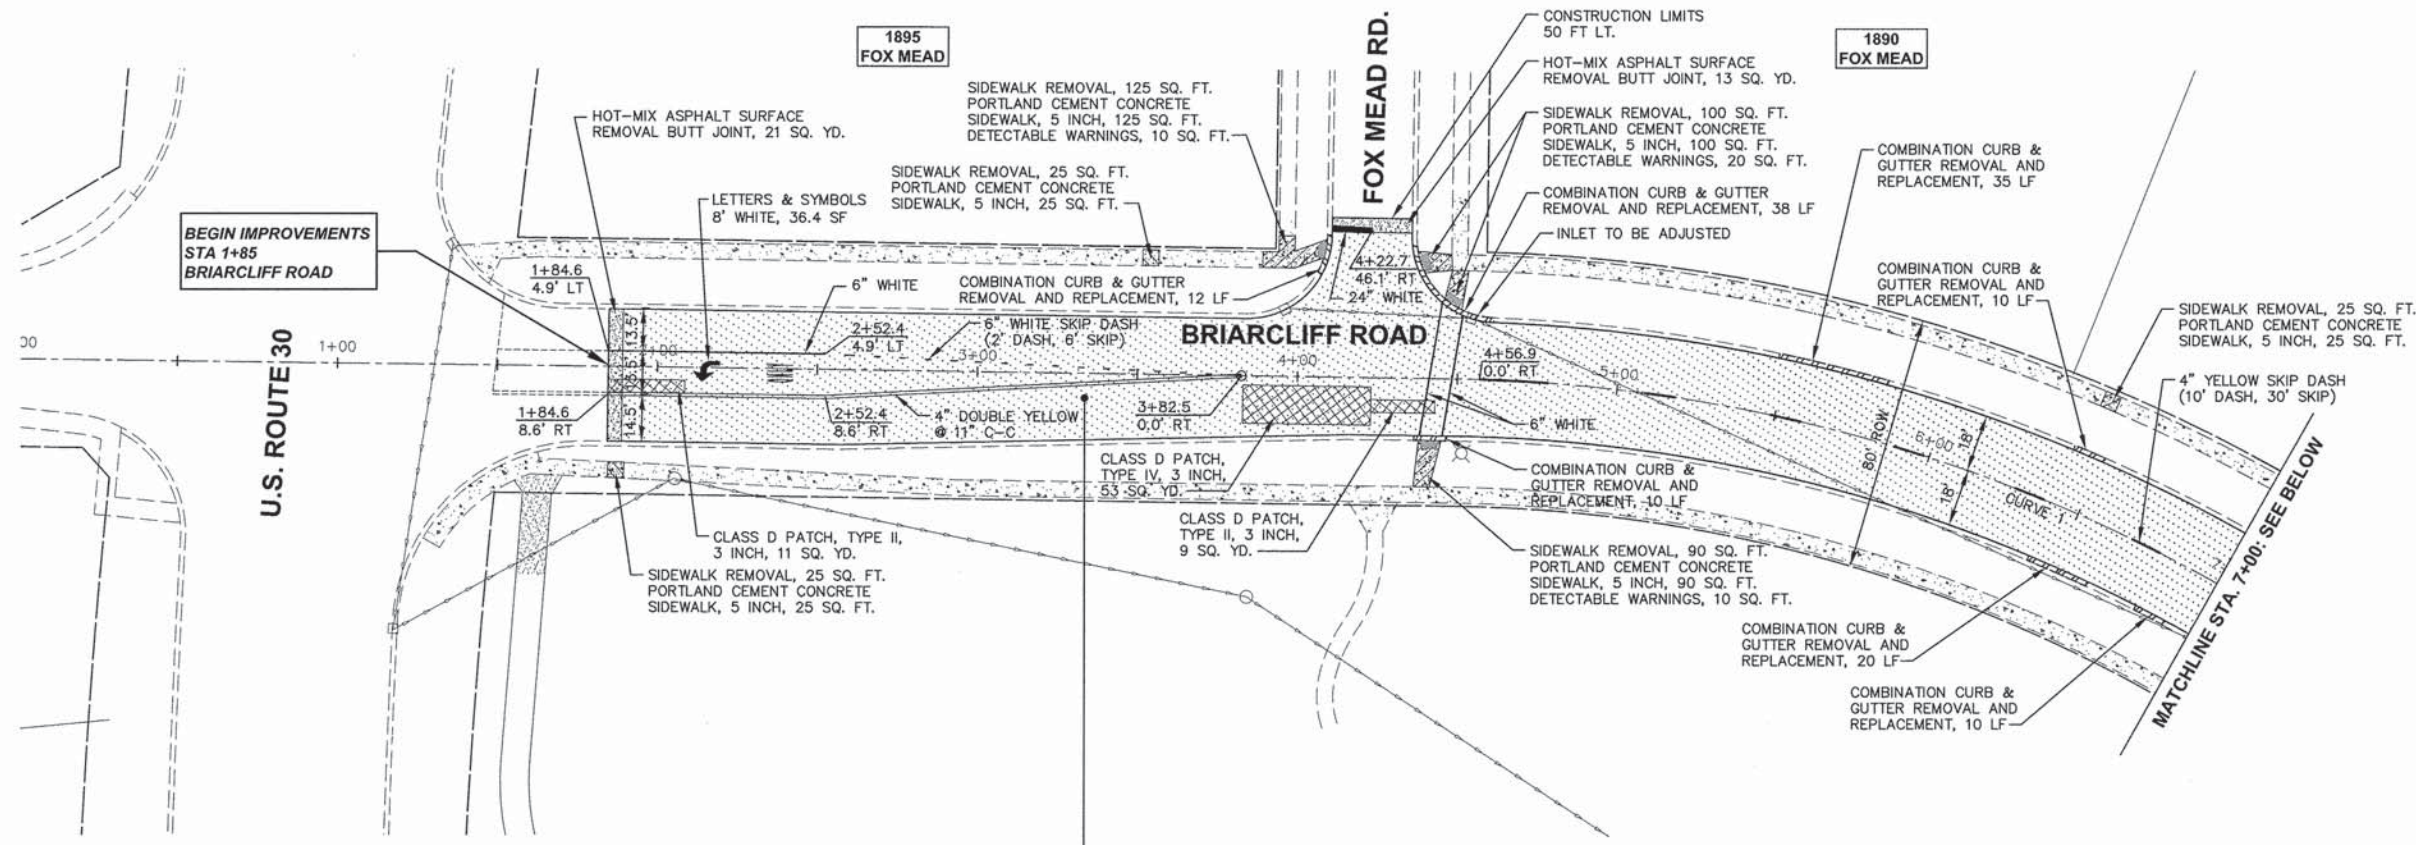 1895
FOX MEAD
FOX MEAD RD.
CONSTRUCTION LIMITS
50 FT LT.
1890
FOX MEAD
HOT-MIX ASPHALT SURFACE
REMOVAL BUTT JOINT, 13 SQ. YD.
SIDEWALK REMOVAL, 125 SQ. FT.
PORTLAND CEMENT CONCRETE
SIDEWALK, 5 INCH, 125 SQ. FT.
DETECTABLE WARNINGS, 10 SQ. FT.
HOT-MIX ASPHALT SURFACE
REMOVAL BUTT JOINT, 21 SQ. YD.
SIDEWALK REMOVAL, 100 SQ. FT.
PORTLAND CEMENT CONCRETE
SIDEWALK, 5 INCH, 100 SQ. FT.
DETECTABLE WARNINGS, 20 SQ. FT.
COMBINATION CURB &
GUTTER REMOVAL AND
REPLACEMENT, 35 LF
SIDEWALK REMOVAL, 25 SQ. FT.
PORTLAND CEMENT CONCRETE
SIDEWALK, 5 INCH, 25 SQ. FT.
LETTERS & SYMBOLS
8' WHITE, 36.4 SF
COMBINATION CURB & GUTTER
REMOVAL AND REPLACEMENT, 38 LF
INLET TO BE ADJUSTED
BEGIN IMPROVEMENTS
STA 1+85
BRIARCLIFF ROAD
1+84.6
4.9' LT
6" WHITE
COMBINATION CURB & GUTTER
REMOVAL AND REPLACEMENT, 12 LF
4+22.7
46.1' RT
24" WHITE
COMBINATION CURB &
GUTTER REMOVAL AND
REPLACEMENT, 10 LF
SIDEWALK REMOVAL, 25 SQ. FT.
PORTLAND CEMENT CONCRETE
SIDEWALK, 5 INCH, 25 SQ. FT.
U.S. ROUTE 30
00
1+00
13.5'
14.5'
2+52.4
4.9' LT
6" WHITE SKIP DASH
(2' DASH, 6' SKIP)
3+00
BRIARCLIFF ROAD
4+00
4+56.9
0.0' RT
5+00
4" YELLOW SKIP DASH
(10' DASH, 30' SKIP)
1+84.6
8.6' RT
2+52.4
8.6' RT
4" DOUBLE YELLOW
@ 11" C-C
3+82.5
0.0' RT
6" WHITE
80' ROW
6+00
18'
18'
CURVE 1
MATCHLINE STA. 7+00: SEE BELOW
CLASS D PATCH,
TYPE IV, 3 INCH,
53 SQ. YD.
COMBINATION CURB &
GUTTER REMOVAL AND
REPLACEMENT, 10 LF
CLASS D PATCH,
TYPE II, 3 INCH,
9 SQ. YD.
CLASS D PATCH, TYPE II,
3 INCH, 11 SQ. YD.
SIDEWALK REMOVAL, 25 SQ. FT.
PORTLAND CEMENT CONCRETE
SIDEWALK, 5 INCH, 25 SQ. FT.
SIDEWALK REMOVAL, 90 SQ. FT.
PORTLAND CEMENT CONCRETE
SIDEWALK, 5 INCH, 90 SQ. FT.
DETECTABLE WARNINGS, 10 SQ. FT.
COMBINATION CURB &
GUTTER REMOVAL AND
REPLACEMENT, 20 LF
COMBINATION CURB &
GUTTER REMOVAL AND
REPLACEMENT, 10 LF